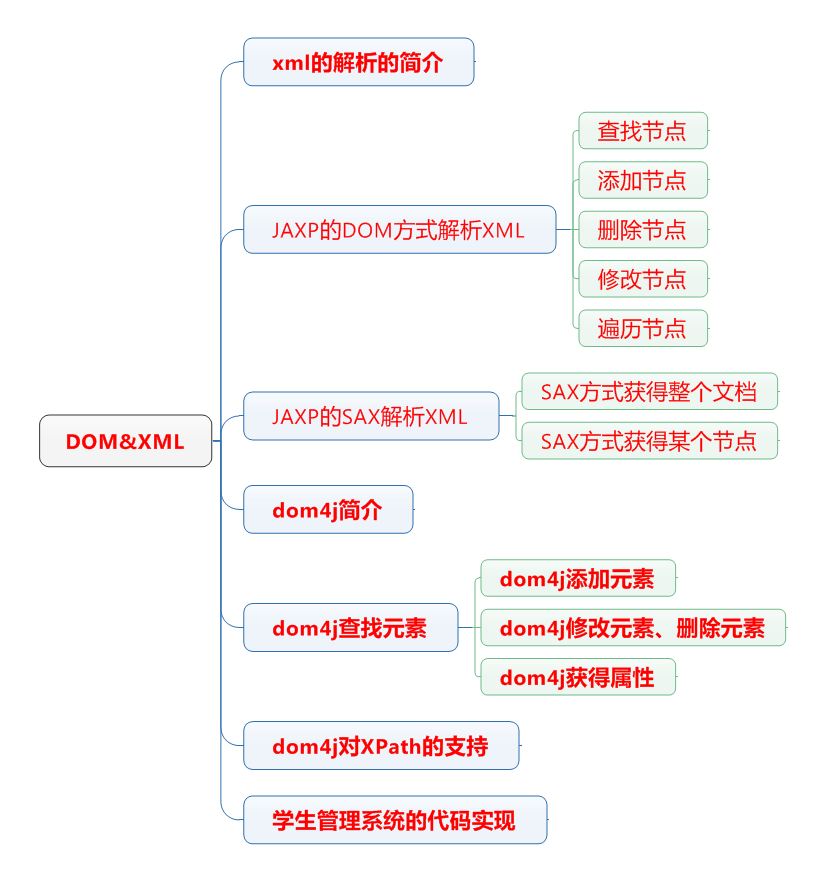 xml的解析的简介
JAXP的DOM方式解析XML
查找节点
添加节点
删除节点
修改节点
遍历节点
JAXP的SAX解析XML
SAX方式获得整个文档
SAX方式获得某个节点
DOM&XML
dom4j简介
dom4j查找元素
dom4j添加元素
dom4j修改元素、删除元素
dom4j获得属性
dom4j对XPath的支持
学生管理系统的代码实现